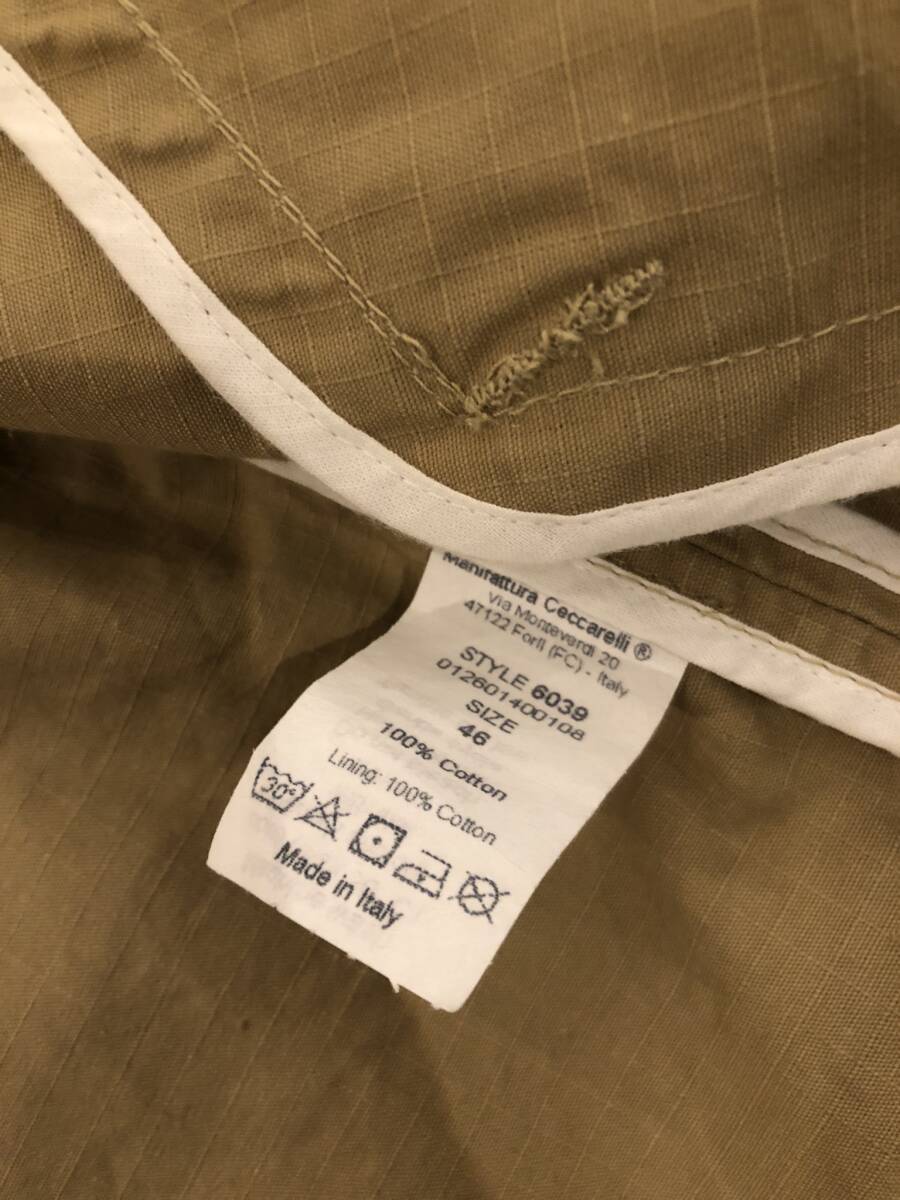 Manifattura Ceccarelli ®
Via Monteverdi 20
47122 Forlì (FC) - Italy
STYLE 6039
012601400108
SIZE
46
100% Cotton
Lining: 100% Cotton
30°
Made in Italy